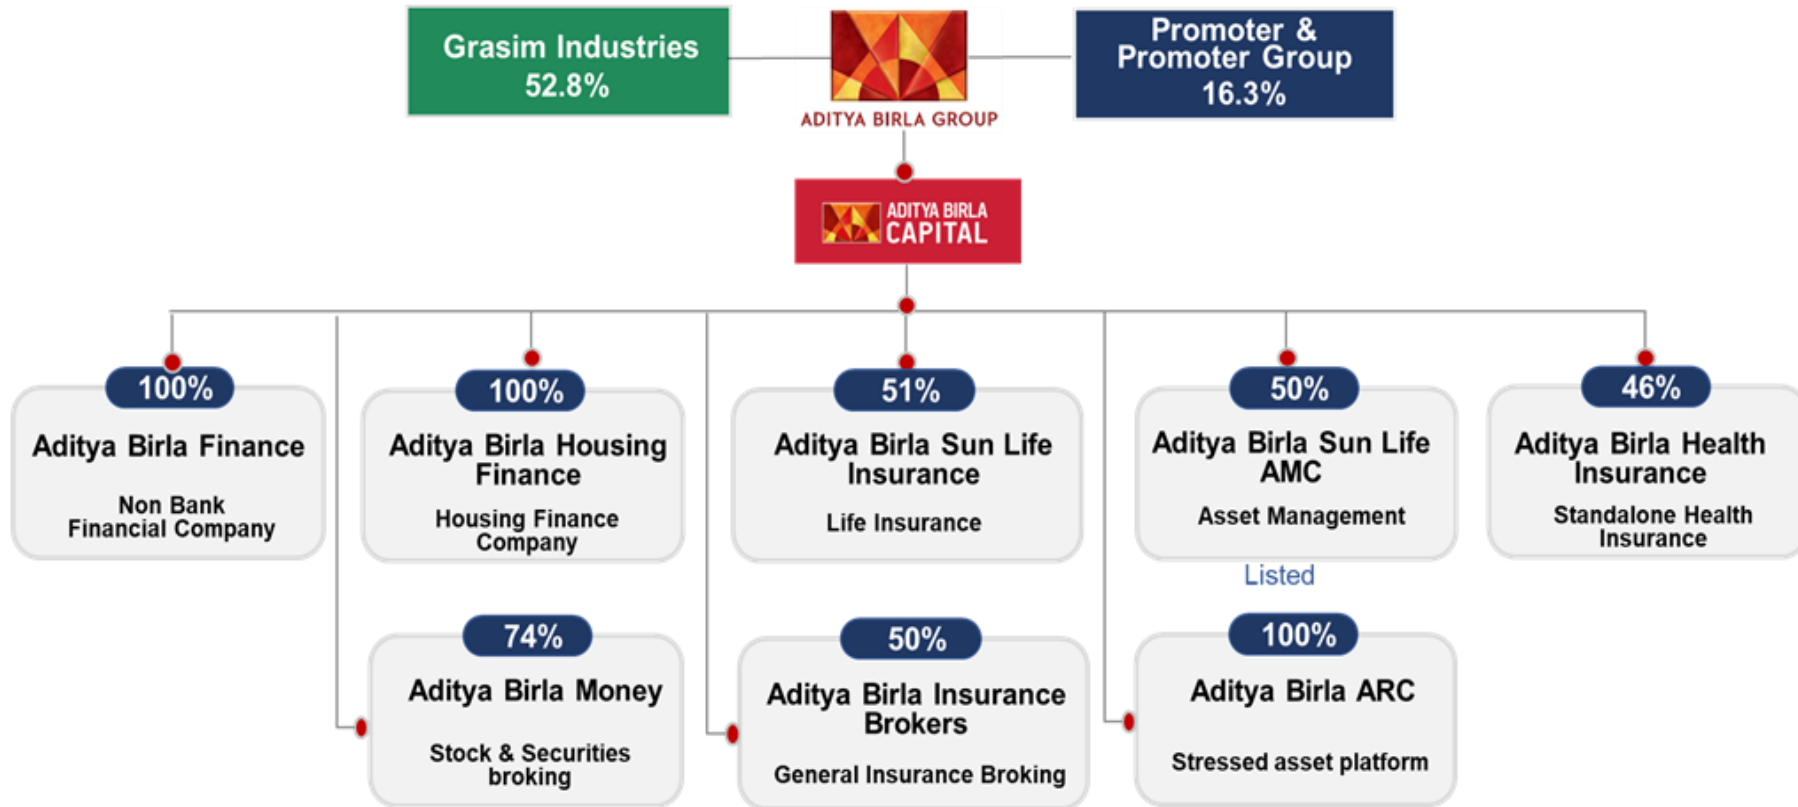 Grasim Industries
52.8%
ADITYA BIRLA GROUP
Promoter &
Promoter Group
16.3%
ADITYA BIRLA
CAPITAL
100%
Aditya Birla Finance
Non Bank
Financial Company
100%
Aditya Birla Housing
Finance
Housing Finance
Company
51%
Aditya Birla Sun Life
Insurance
Life Insurance
50%
Aditya Birla Sun Life
AMC
Asset Management
Listed
46%
Aditya Birla Health
Insurance
Standalone Health
Insurance
74%
Aditya Birla Money
Stock & Securities
broking
50%
Aditya Birla Insurance
Brokers
General Insurance Broking
100%
Aditya Birla ARC
Stressed asset platform